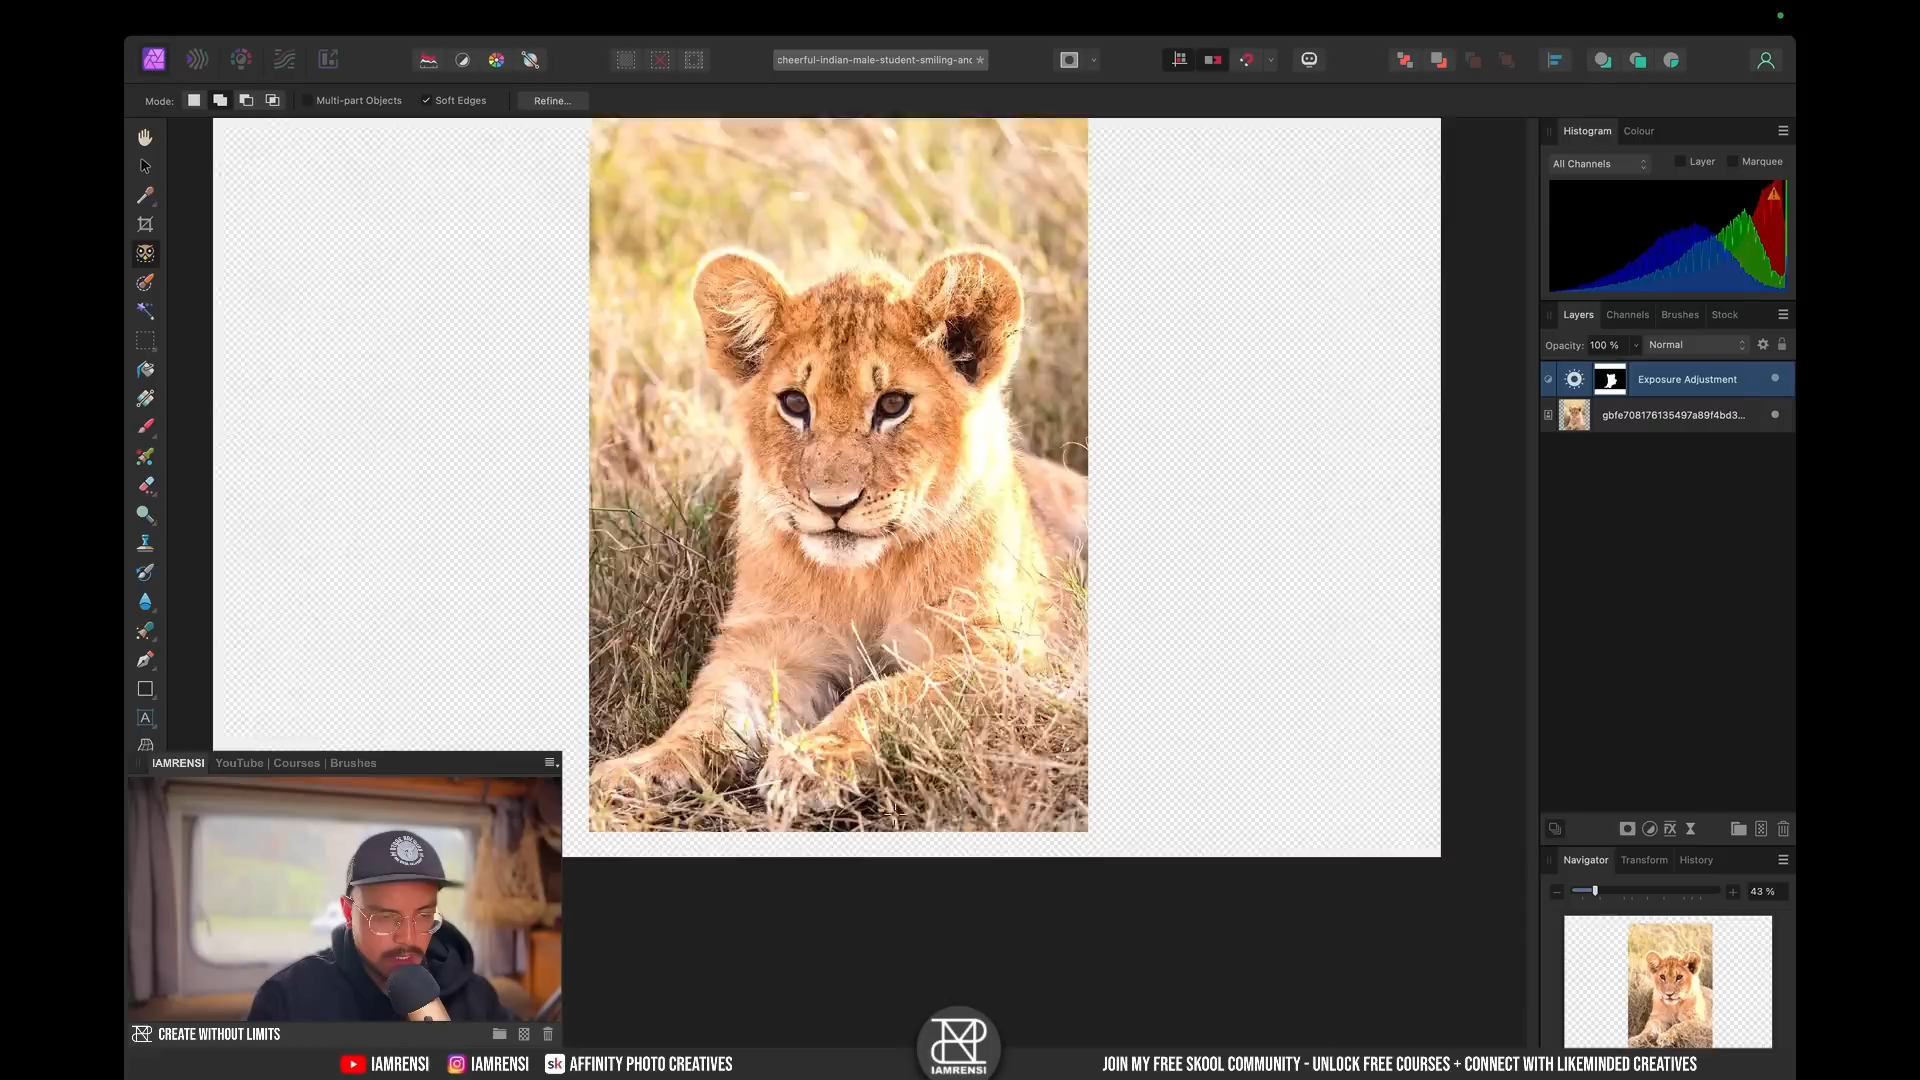 cheerful-indian-male-student-smiling-and *
Mode:
Multi-part Objects
Soft Edges
Refine...
Histogram
Colour
All Channels
Layer
Marquee
Layers
Channels
Brushes
Stock
Opacity:
100 %
Normal
Exposure Adjustment
gbfe708176135497a89f4bd3...
Navigator
Transform
History
43 %
A
IAMRENSI
YouTube | Courses | Brushes
CREATE WITHOUT LIMITS
IAMRENSI
IAMRENSI
sk
AFFINITY PHOTO CREATIVES
IAMRENSI
JOIN MY FREE SKOOL COMMUNITY - UNLOCK FREE COURSES + CONNECT WITH LIKEMINDED CREATIVES